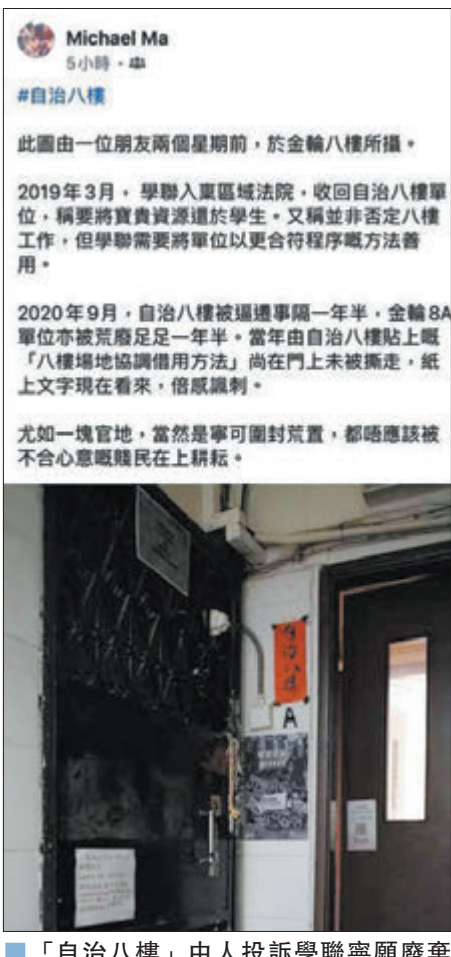 Michael Ma
5小時
#自治八樓
此圖由一位朋友兩個星期前，於金輪八樓所攝。
2019年3月， 學聯入稟區域法院，收回自治八樓單
位，稱要將寶貴資源還於學生。又稱並非否定八樓
工作，但學聯需要將單位以更合符程序嘅方法善
用。
2020年9月，自治八樓被逼遷事隔一年半，金輪8A
單位亦被荒廢足足一年半。當年由自治八樓貼上嘅
「八樓場地協調借用方法」尚在門上未被撕走，紙
上文字現在看來，倍感諷刺。
尤如一塊官地，當然是寧可圍封荒置，都唔應該被
不合心意嘅賤民在上耕耘。
自治八樓
A
「自治八樓」中人投訴學聯寧願廢棄